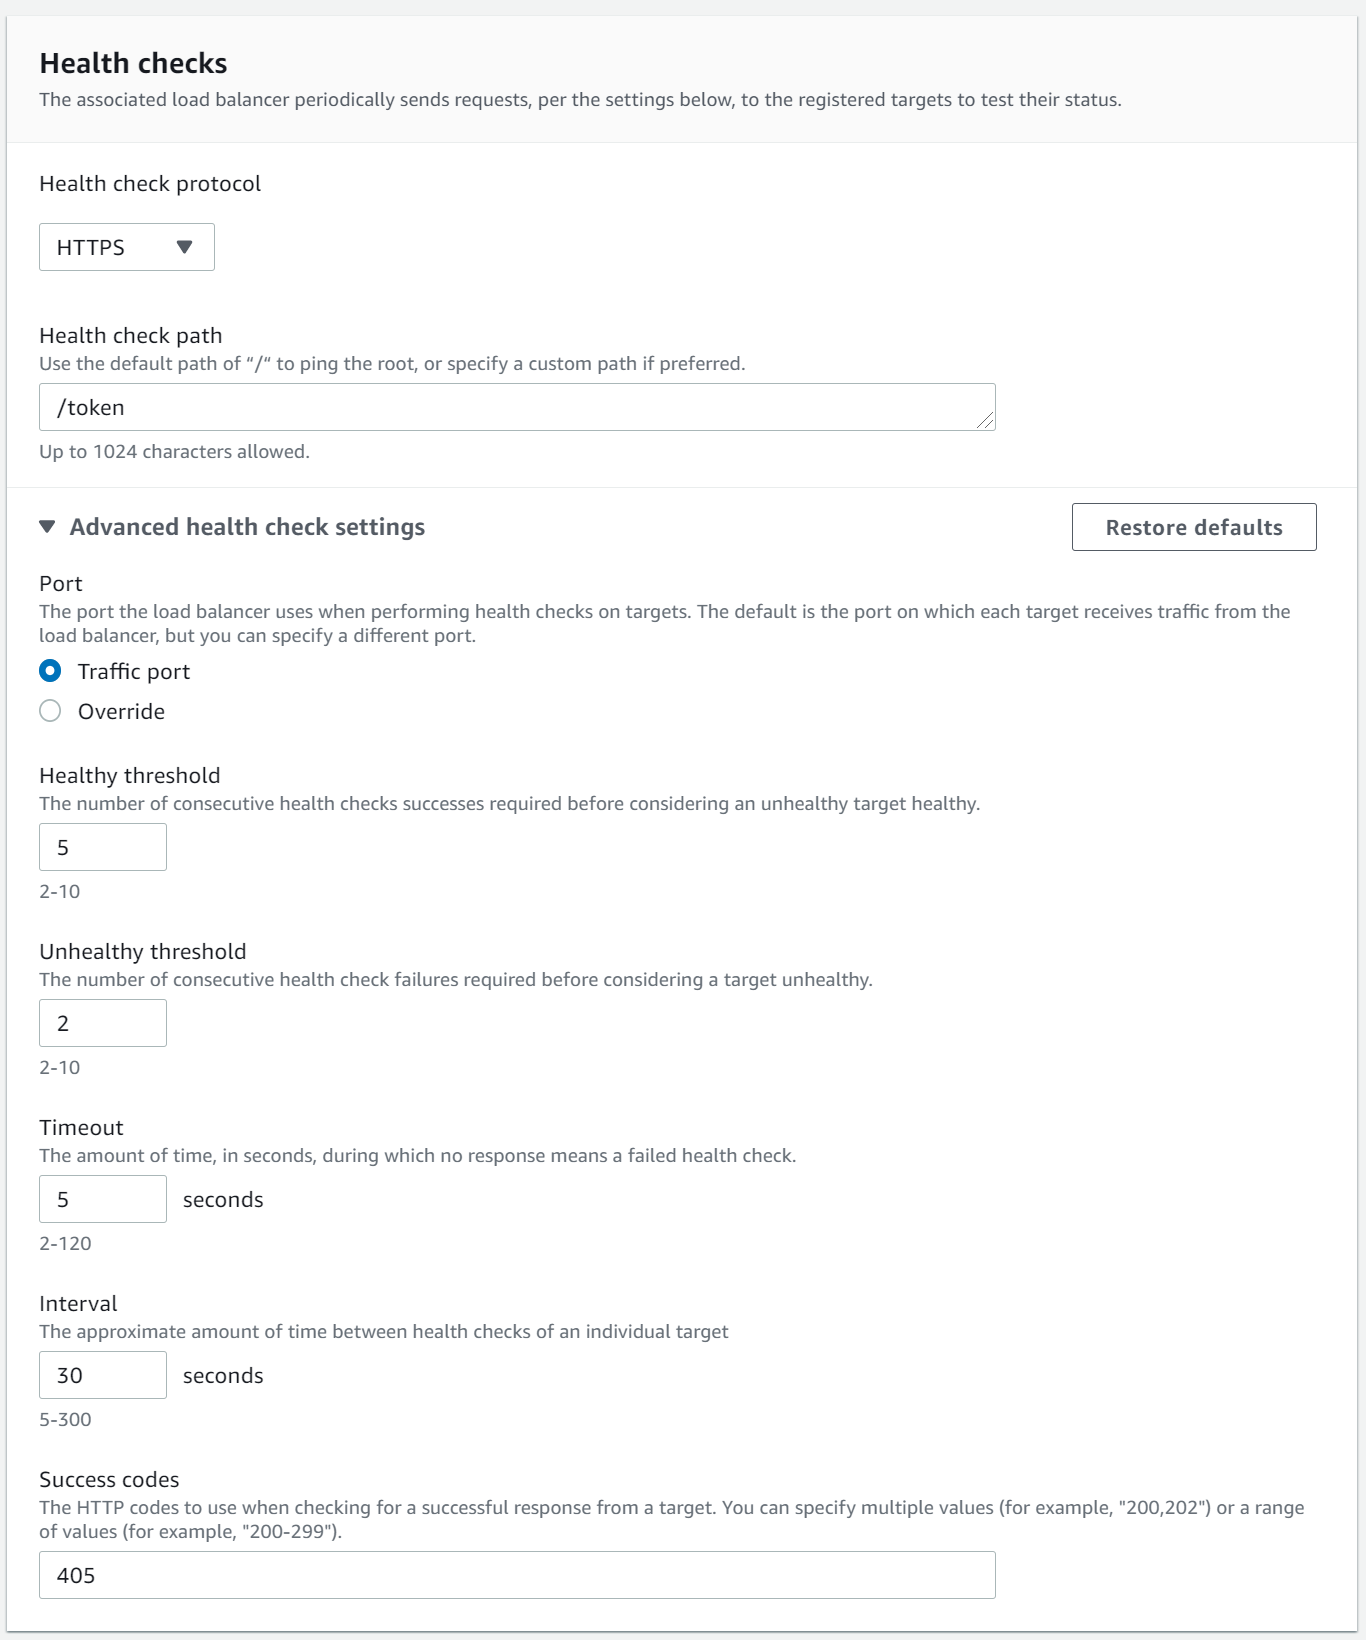 Health checks
The associated load balancer periodically sends requests, per the settings below, to the registered targets to test their status.
Health check protocol
HTTPS
Health check path
Use the default path of “/“ to ping the root, or specify a custom path if preferred.
/token
Up to 1024 characters allowed.
Advanced health check settings
Restore defaults
Port
The port the load balancer uses when performing health checks on targets. The default is the port on which each target receives traffic from the
load balancer, but you can specify a different port.
Traffic port
Override
Healthy threshold
The number of consecutive health checks successes required before considering an unhealthy target healthy.
5
2-10
Unhealthy threshold
The number of consecutive health check failures required before considering a target unhealthy.
2
2-10
Timeout
The amount of time, in seconds, during which no response means a failed health check.
5 seconds
2-120
Interval
The approximate amount of time between health checks of an individual target
30 seconds
5-300
Success codes
The HTTP codes to use when checking for a successful response from a target. You can specify multiple values (for example, "200,202") or a range
of values (for example, "200-299").
405